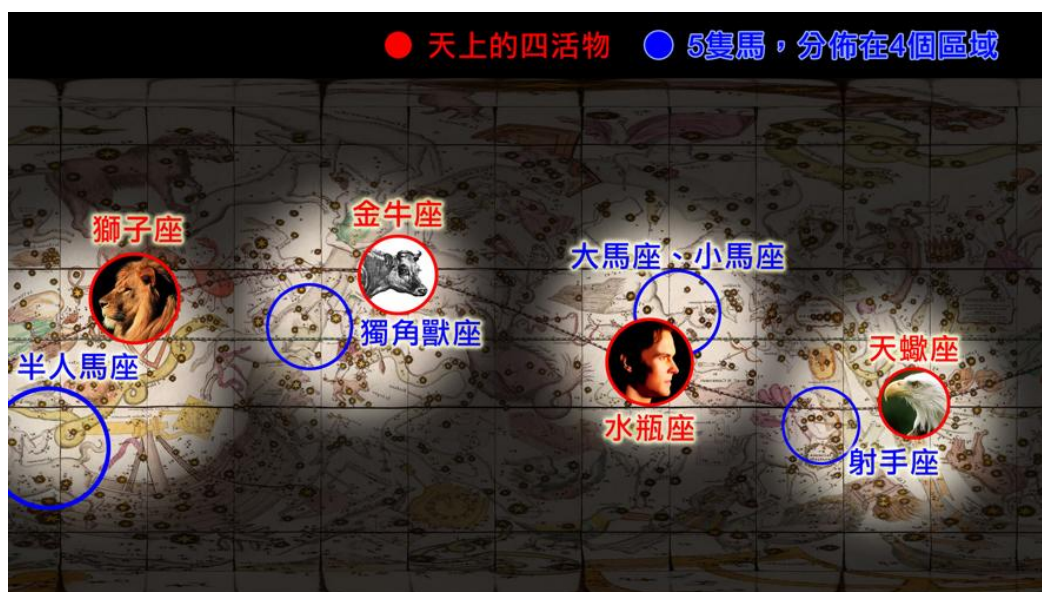 天上的四活物 5隻馬，分佈在4個區域
金牛座
獅子座
大馬座、小馬座
獨角獸座
天蠍座
半人馬座
水瓶座
射手座